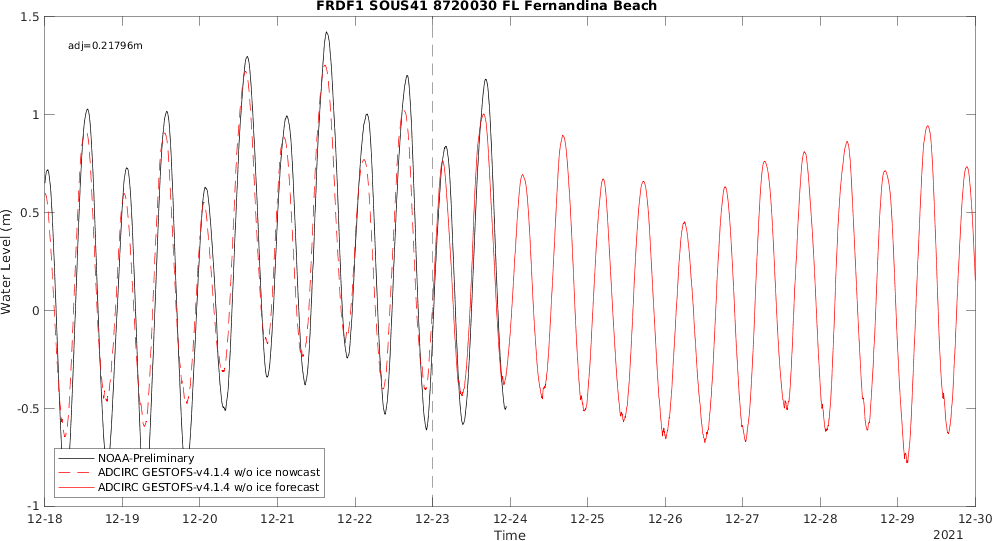 FRDF1 SOUS41 8720030 FL Fernandina Beach
adj=0.21796m
1.5
1
0.5
0
-0.5
-1
Water Level (m)
NOAA-Preliminary
ADCIRC GESTOFS-v4.1.4 w/o ice nowcast
ADCIRC GESTOFS-v4.1.4 w/o ice forecast
12-18 12-19 12-20 12-21 12-22 12-23 12-24 12-25 12-26 12-27 12-28 12-29 12-30
Time
2021